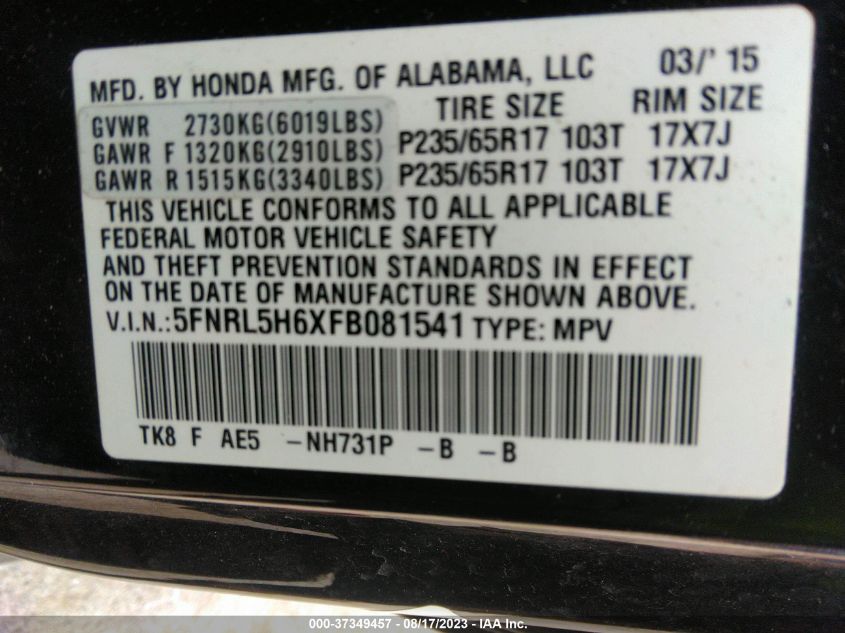 MFD. BY HONDA MFG. OF ALABAMA, LLC 03/' 15
TIRE SIZE RIM SIZE
GVWR 2730KG(6019LBS)
GAWR F 1320KG(2910LBS) P235/65R17 103T 17X7J
GAWR R 1515KG(3340LBS) P235/65R17 103T 17X7J
THIS VEHICLE CONFORMS TO ALL APPLICABLE
FEDERAL MOTOR VEHICLE SAFETY
AND THEFT PREVENTION STANDARDS IN EFFECT
ON THE DATE OF MANUFACTURE SHOWN ABOVE.
V.I.N.: 5FNRL5H6XFB081541 TYPE: MPV
TK8 F AE5 -NH731P -B -B
000-37349457 - 08/17/2023 - IAA Inc.